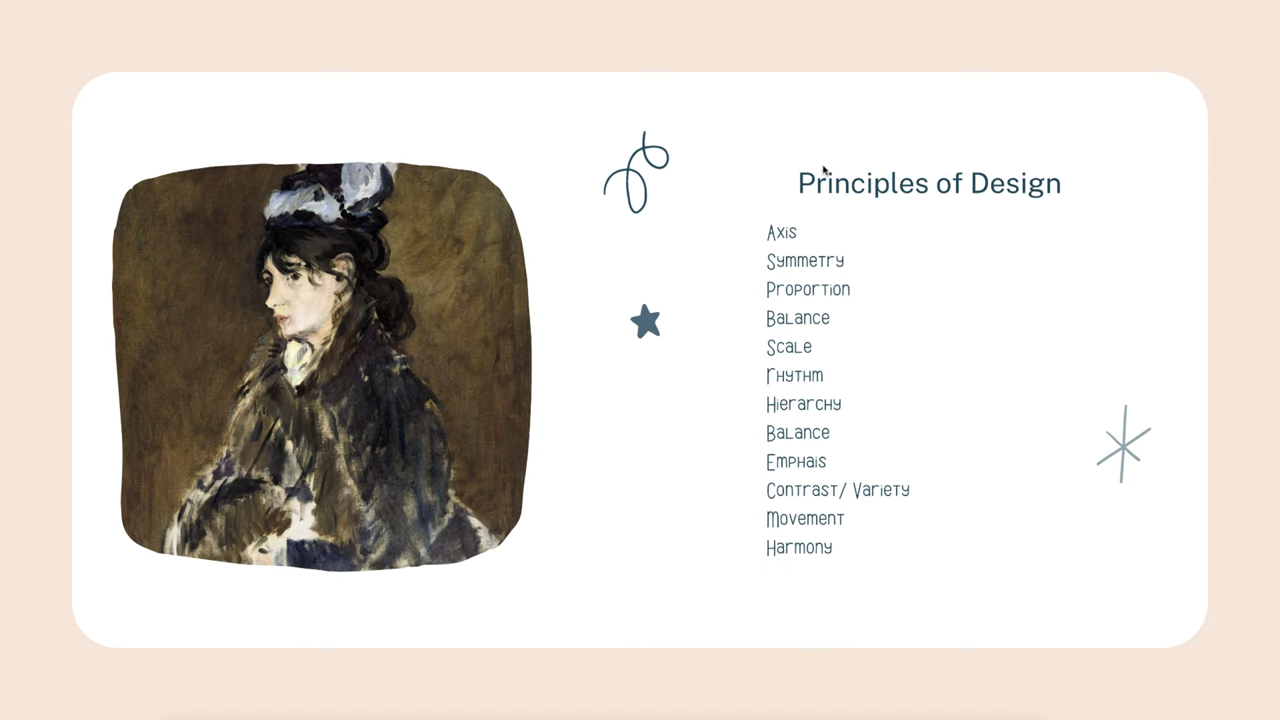 Principles of Design
Axis
Symmetry
Proportion
Balance
Scale
Rhythm
Hierarchy
Balance
Emphais
Contrast/ Variety
Movement
Harmony